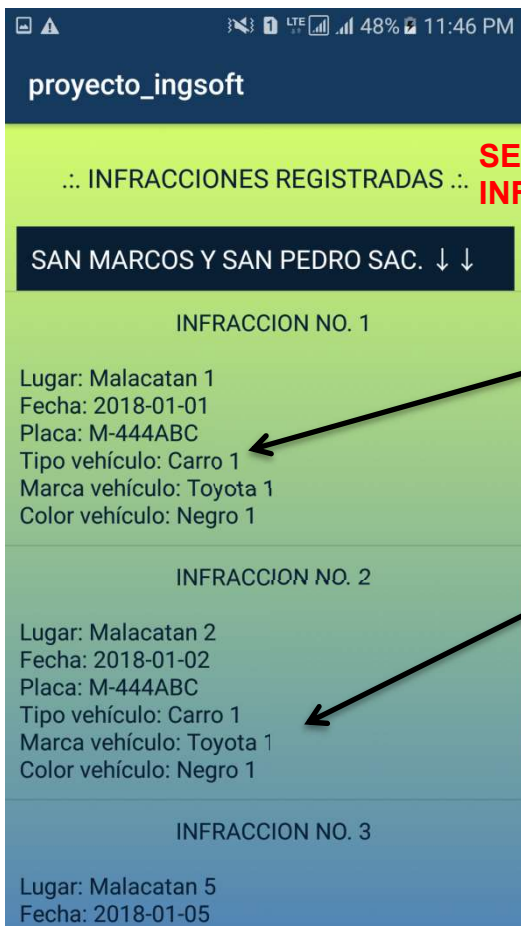 LTE 48% 11:46 PM
proyecto_ingsoft
.:. INFRACCIONES REGISTRADAS .:.
SAN MARCOS Y SAN PEDRO SAC. ↓ ↓
INFRACCION NO. 1
Lugar: Malacatan 1
Fecha: 2018-01-01
Placa: M-444ABC
Tipo vehículo: Carro 1
Marca vehículo: Toyota 1
Color vehículo: Negro 1
INFRACCION NO. 2
Lugar: Malacatan 2
Fecha: 2018-01-02
Placa: M-444ABC
Tipo vehículo: Carro 1
Marca vehículo: Toyota 1
Color vehículo: Negro 1
INFRACCION NO. 3
Lugar: Malacatan 5
Fecha: 2018-01-05